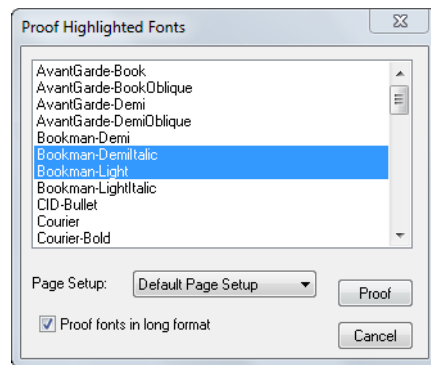 Proof Highlighted Fonts
AvantGarde-Book
AvantGarde-BookOblique
AvantGarde-Demi
AvantGarde-DemiOblique
Bookman-Demi
Bookman-DemiItalic
Bookman-Light
Bookman-LightItalic
CID-Bullet
Courier
Courier-Bold
Page Setup: Default Page Setup
Proof
Proof fonts in long format
Cancel